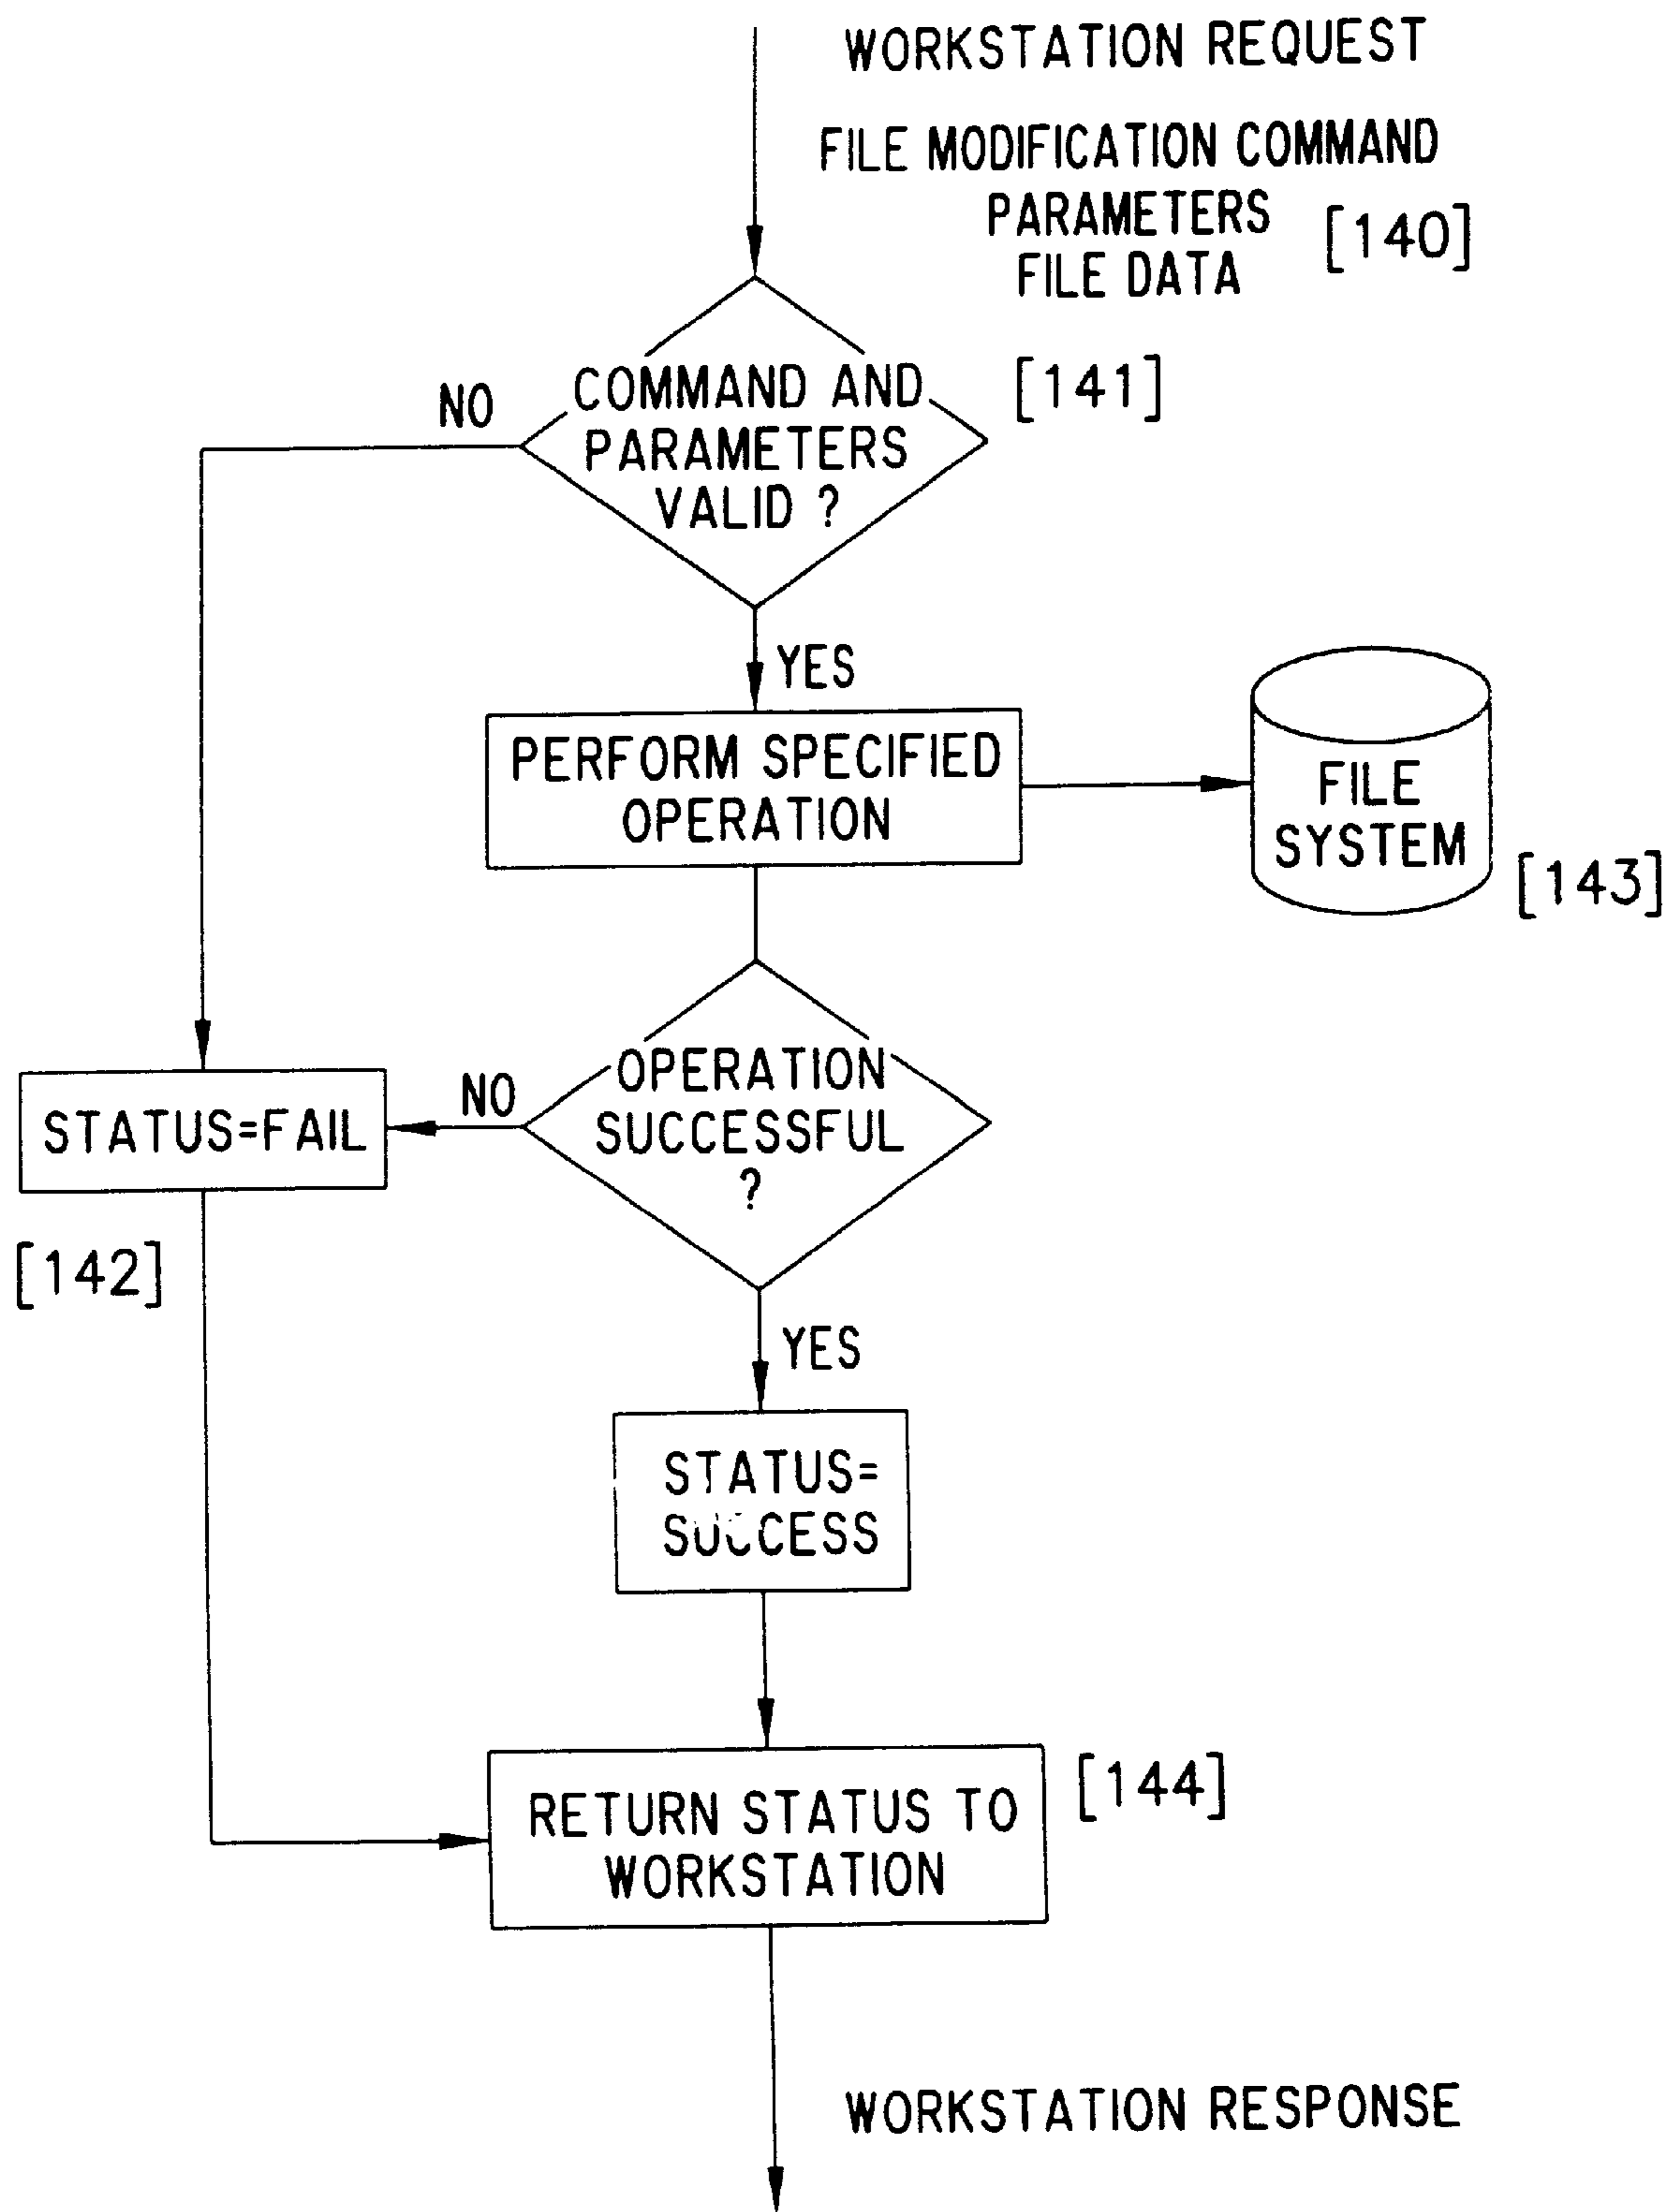 WORKSTATION REQUEST
FILE MODIFICATION COMMAND
PARAMETERS
FILE DATA
[140]
[141]
NO
COMMAND AND
PARAMETERS
VALID ?
YES
PERFORM SPECIFIED
OPERATION
FILE
SYSTEM
[143]
OPERATION
SUCCESSFUL
?
NO
STATUS=FAIL
[142]
YES
STATUS=
SUCCESS
RETURN STATUS TO
WORKSTATION
[144]
WORKSTATION RESPONSE